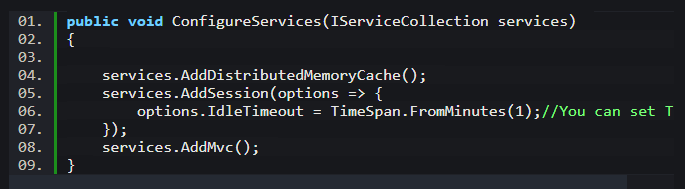 01. public void ConfigureServices(IServiceCollection services)
02. {
03.
04.     services.AddDistributedMemoryCache();
05.     services.AddSession(options => {
06.         options.IdleTimeout = TimeSpan.FromMinutes(1);//You can set T
07.     });
08.     services.AddMvc();
09. }